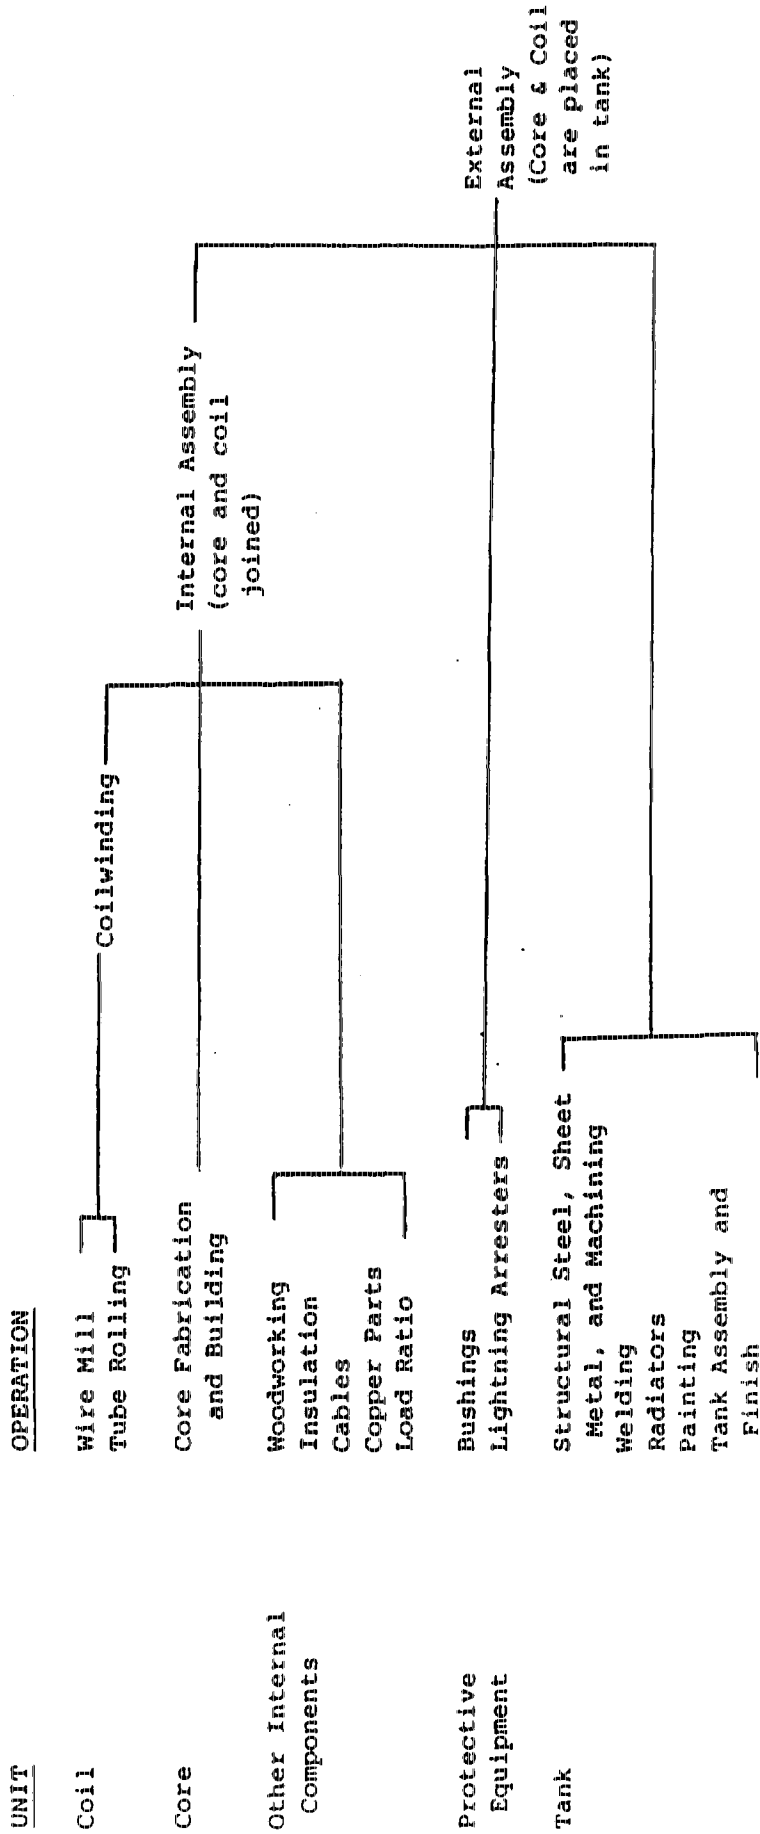 UNIT
OPERATION
Coil
Wire Mill
Tube Rolling
Coilwinding
Core
Core Fabrication
and Building
Internal Assembly
(core and coil
joined)
Other Internal
Components
Woodworking
Insulation
Cables
Copper Parts
Load Ratio
Protective
Equipment
Bushings
Lightning Arresters
External
Assembly
(Core & Coil
are placed
in tank)
Tank
Structural Steel, Sheet
Metal, and Machining
Welding
Radiators
Painting
Tank Assembly and
Finish